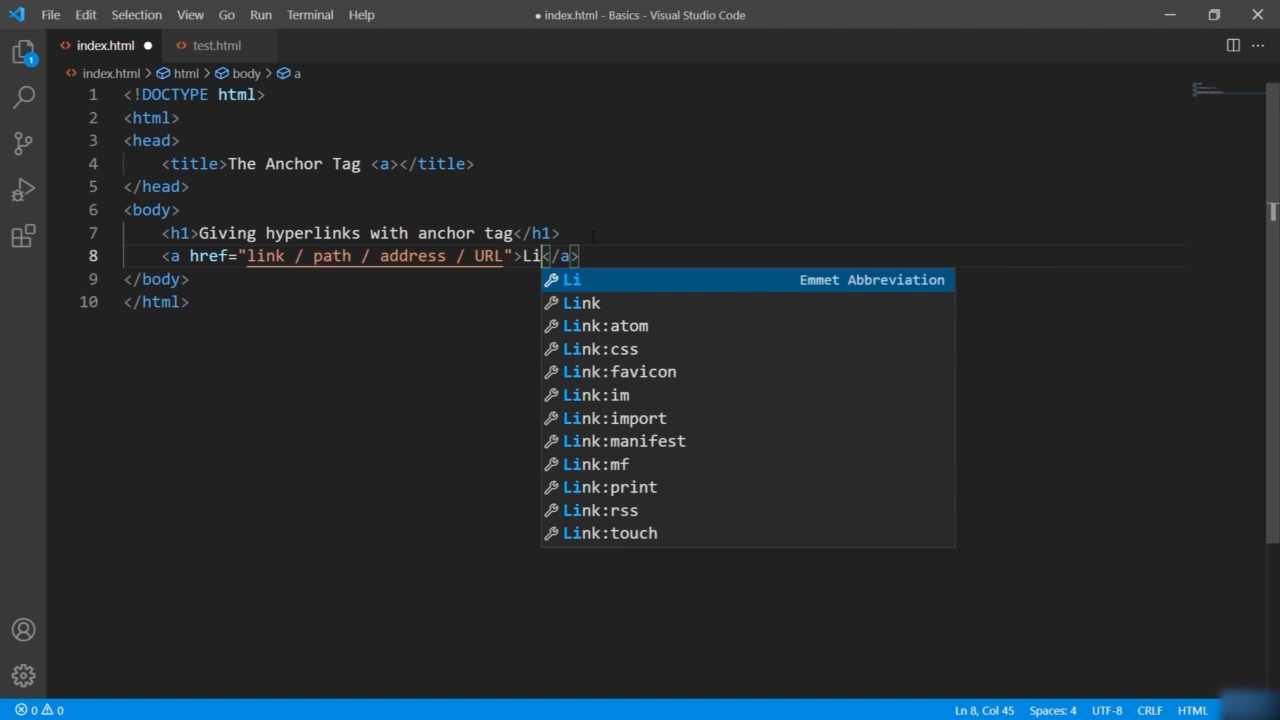 File Edit Selection View Go Run Terminal Help ● index.html - Basics - Visual Studio Code
index.html ● test.html
index.html > html > body > a
1 <!DOCTYPE html>
2 <html>
3 <head>
4 <title>The Anchor Tag <a></title>
5 </head>
6 <body>
7 <h1>Giving hyperlinks with anchor tag</h1>
8 <a href="link / path / address / URL">Li</a>
9 </body>
10 </html>
Li Emmet Abbreviation
Link
Link:atom
Link:css
Link:favicon
Link:im
Link:import
Link:manifest
Link:mf
Link:print
Link:rss
Link:touch
1
0 0 Ln 8, Col 45 Spaces: 4 UTF-8 CRLF HTML